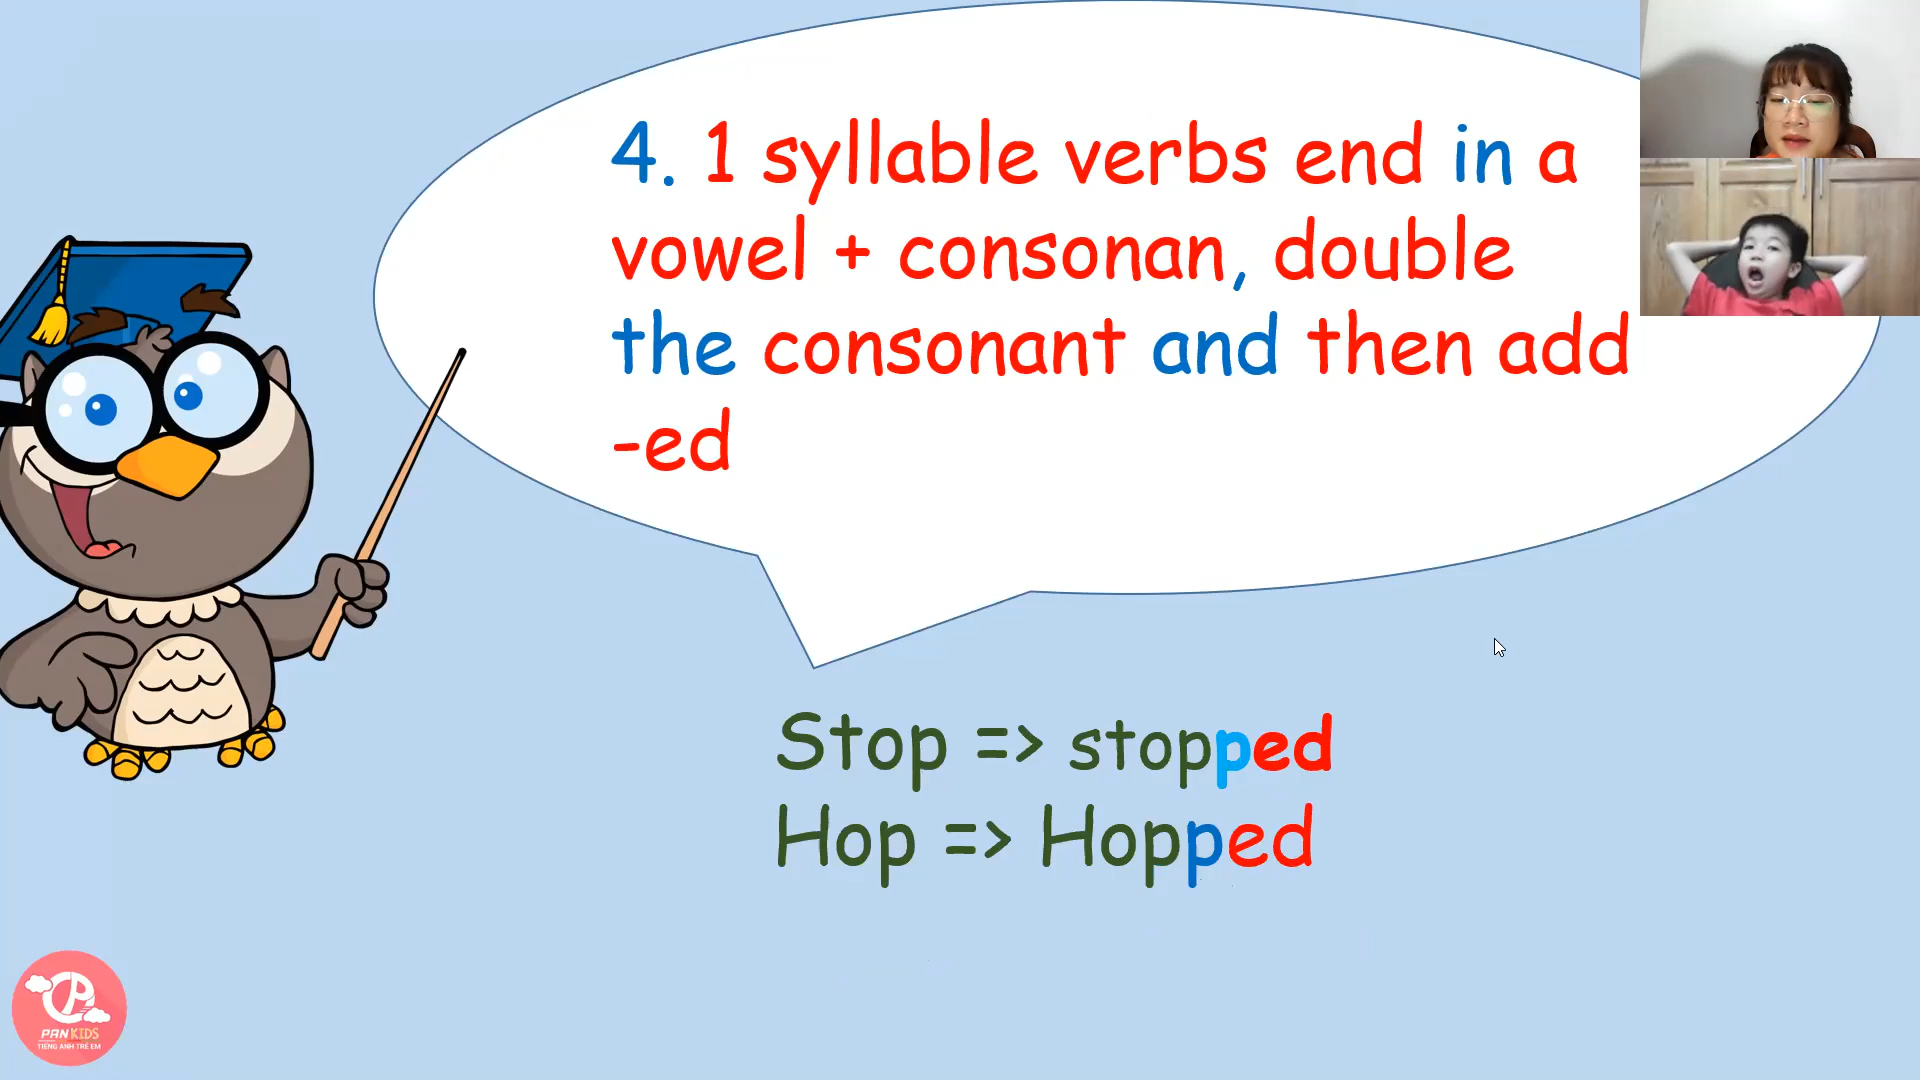 4. 1 syllable verbs end in a
vowel + consonan, double
the consonant and then add
-ed
Stop => stopped
Hop => Hopped
PAN KIDS
TIẾNG ANH TRẺ EM